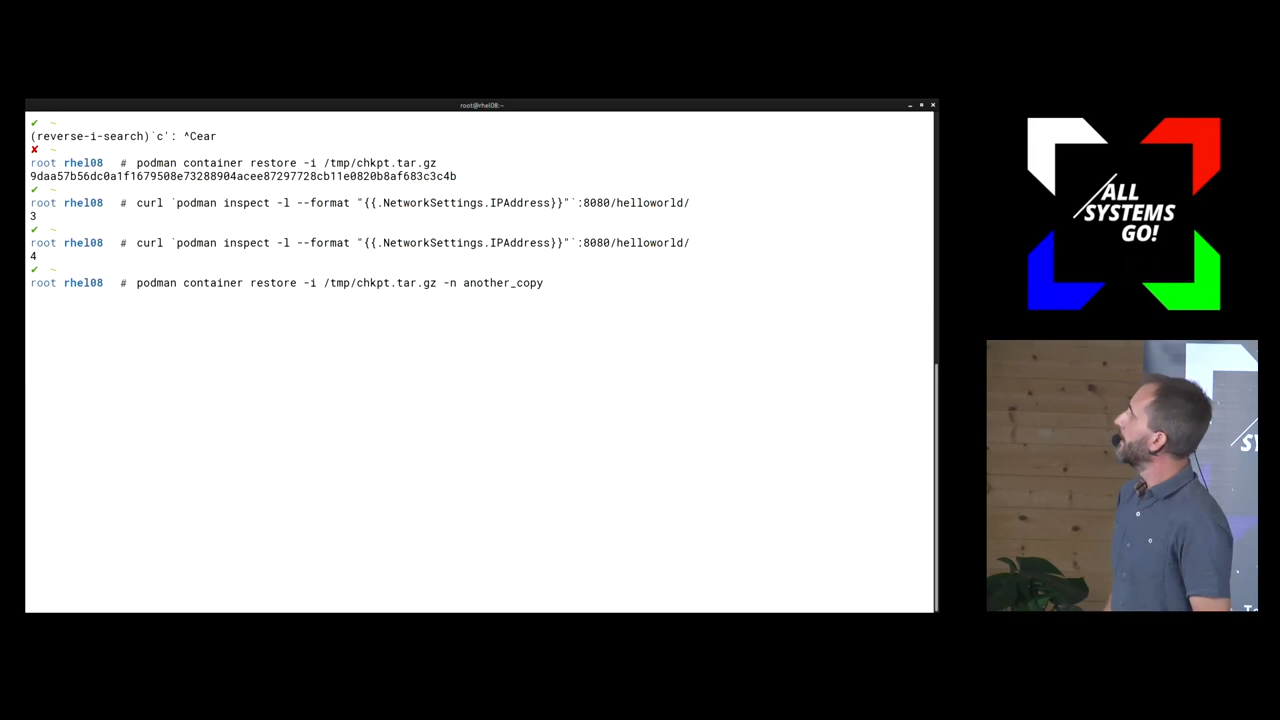 root@rhel08:~
✔ ~
(reverse-i-search)`c': ^Cear
✘ ~
root rhel08 # podman container restore -i /tmp/chkpt.tar.gz
9daa57b56dc0a1f1679508e73288904acee87297728cb11e0820b8af683c3c4b
✔ ~
root rhel08 # curl `podman inspect -l --format "{{.NetworkSettings.IPAddress}}"`:8080/helloworld/
3
✔ ~
root rhel08 # curl `podman inspect -l --format "{{.NetworkSettings.IPAddress}}"`:8080/helloworld/
4
✔ ~
root rhel08 # podman container restore -i /tmp/chkpt.tar.gz -n another_copy
ALL
SYSTEMS
GO!